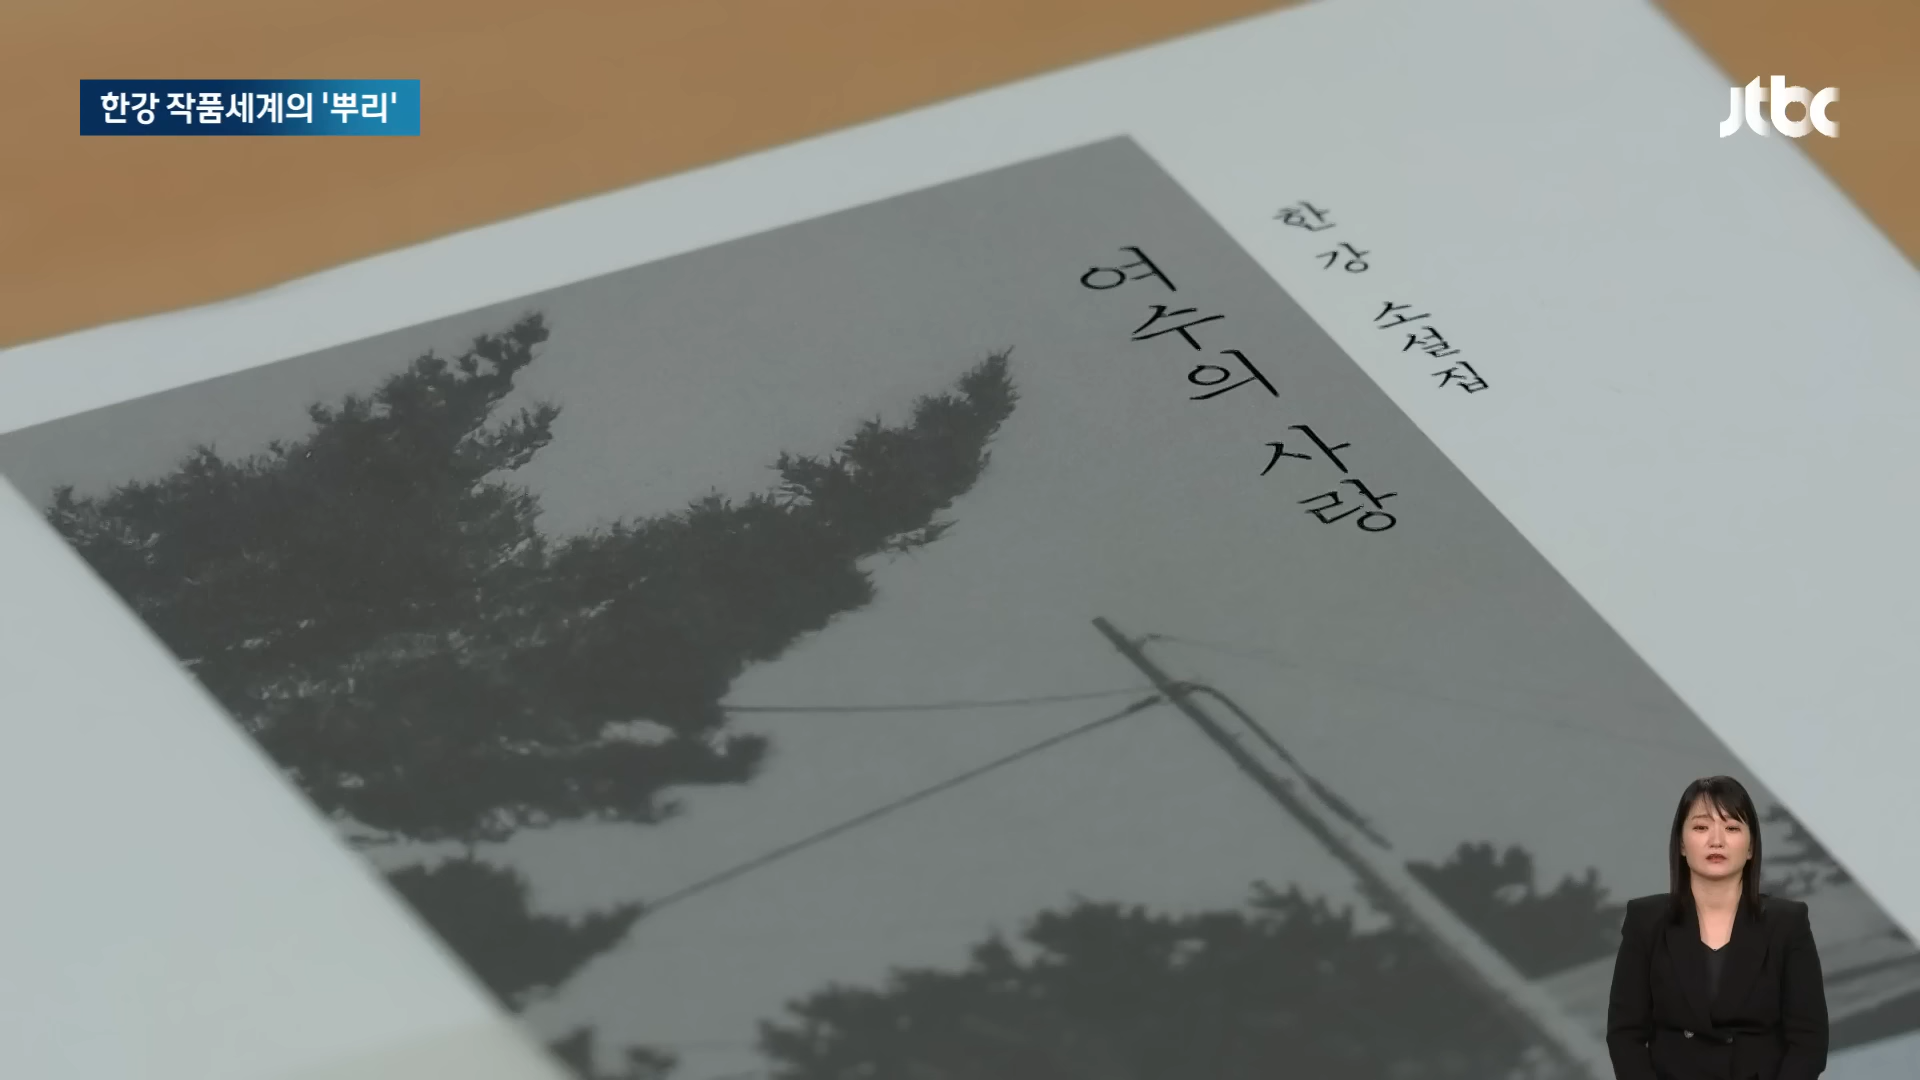 한강 작품세계의 '뿌리'
jtbc
한강 소설집
여수의 사랑